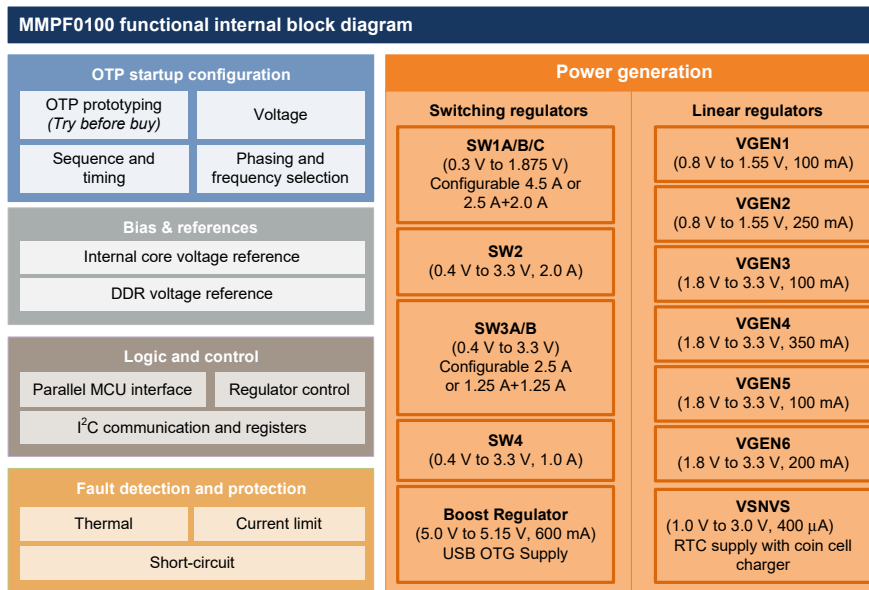 MMPF0100 functional internal block diagram
OTP startup configuration
OTP prototyping
(Try before buy)
Voltage
Sequence and
timing
Phasing and
frequency selection
Bias & references
Internal core voltage reference
DDR voltage reference
Logic and control
Parallel MCU interface
Regulator control
I²C communication and registers
Fault detection and protection
Thermal
Current limit
Short-circuit
Power generation
Switching regulators
SW1A/B/C
(0.3 V to 1.875 V)
Configurable 4.5 A or
2.5 A+2.0 A
SW2
(0.4 V to 3.3 V, 2.0 A)
SW3A/B
(0.4 V to 3.3 V)
Configurable 2.5 A
or 1.25 A+1.25 A
SW4
(0.4 V to 3.3 V, 1.0 A)
Boost Regulator
(5.0 V to 5.15 V, 600 mA)
USB OTG Supply
Linear regulators
VGEN1
(0.8 V to 1.55 V, 100 mA)
VGEN2
(0.8 V to 1.55 V, 250 mA)
VGEN3
(1.8 V to 3.3 V, 100 mA)
VGEN4
(1.8 V to 3.3 V, 350 mA)
VGEN5
(1.8 V to 3.3 V, 100 mA)
VGEN6
(1.8 V to 3.3 V, 200 mA)
VSNVS
(1.0 V to 3.0 V, 400 μA)
RTC supply with coin cell
charger